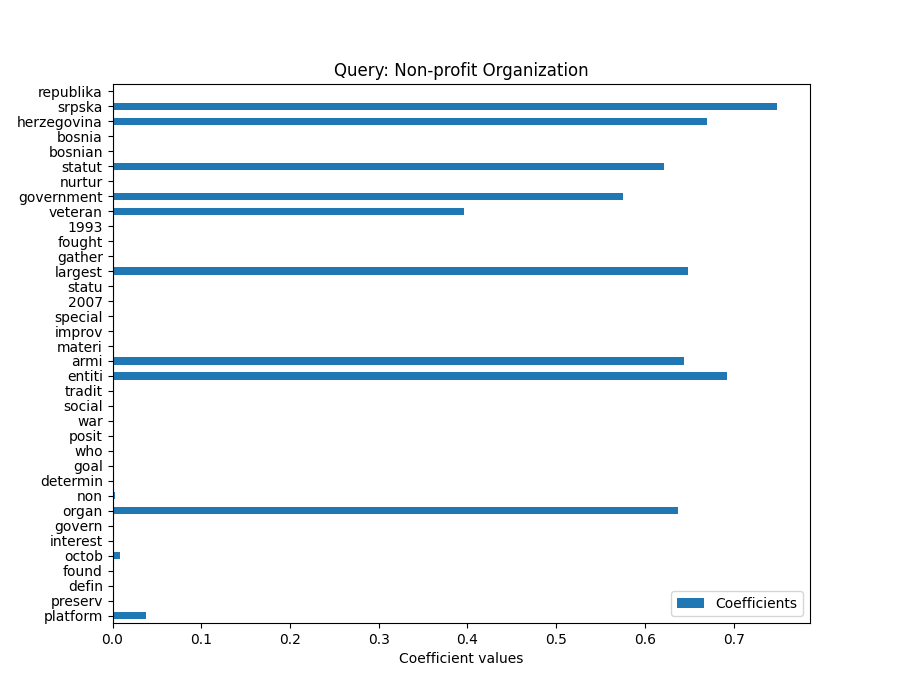 Query: Non-profit Organization
republika
srpska
herzegovina
bosnia
bosnian
statut
nurtur
government
veteran
1993
fought
gather
largest
statu
2007
special
improv
materi
armi
entiti
tradit
social
war
posit
who
goal
determin
non
organ
govern
interest
octob
found
defin
preserv
platform
Coefficients
0.0 0.1 0.2 0.3 0.4 0.5 0.6 0.7
Coefficient values